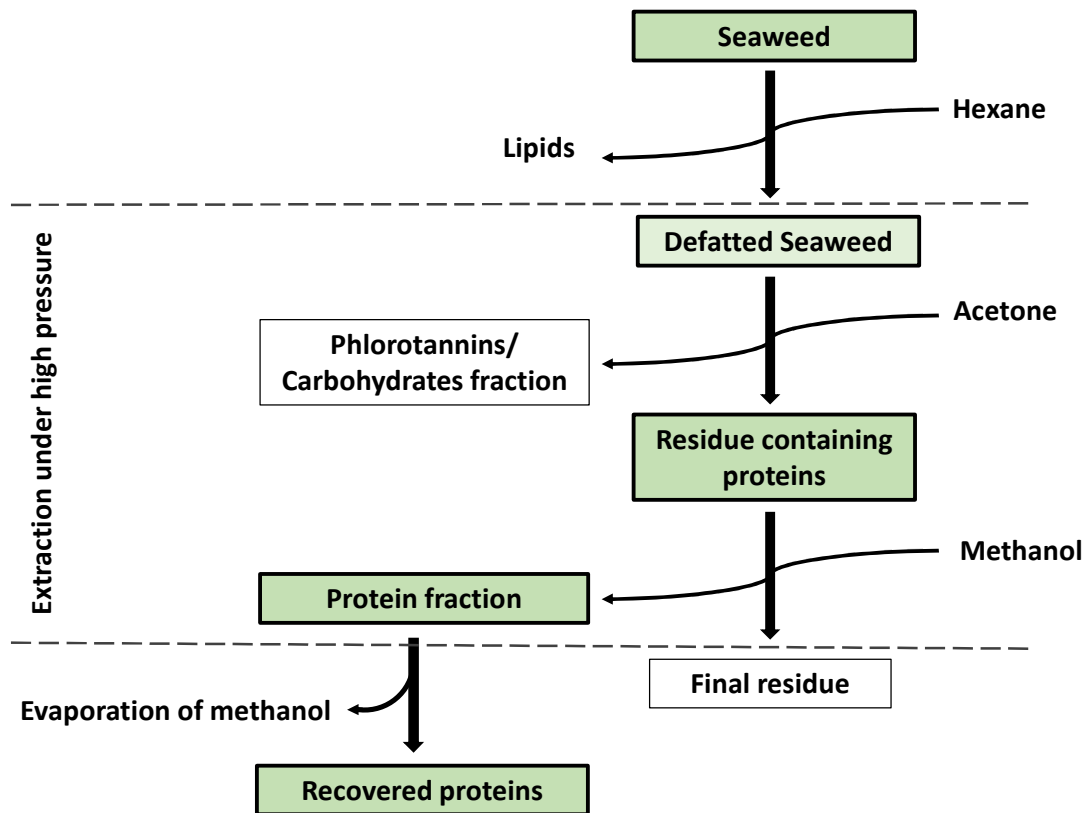 Seaweed
Hexane
Lipids
Extraction under high pressure
Defatted Seaweed
Acetone
Phlorotannins/
Carbohydrates fraction
Residue containing
proteins
Methanol
Protein fraction
Final residue
Evaporation of methanol
Recovered proteins